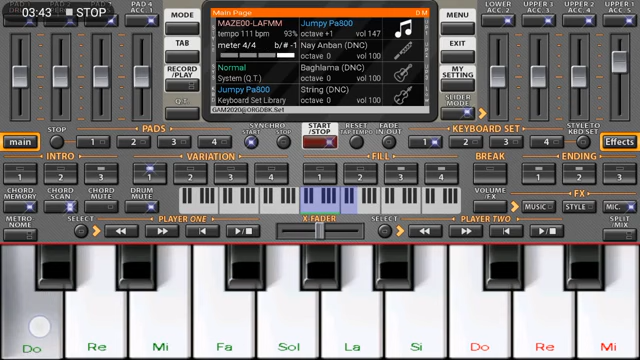 03:43 STOP
PAD 4
ACC. 1
MODE
TAB
RECORD
/PLAY
Q.T.
Main Page
D M
MAZE00-LAFMM
tempo 111 bpm 93%
meter 4/4 b/# -1
Normal
System (Q.T.)
Jumpy Pa800
Keyboard Set Library
GAM2020@ORGDEK.Set
Jumpy Pa800
octave +1 vol 147
Nay Anban (DNC)
octave 0 vol 100
Baghlama (DNC)
octave 0 vol 100
String (DNC)
octave 0 vol 100
MENU
EXIT
MY
SETTING
SLIDER
MODE
LOWER
ACC. 2
UPPER 3
ACC. 3
UPPER 2
ACC. 4
UPPER 1
ACC. 5
main
STOP
PADS
1 2 3 4
SYNCHRO
START STOP
START
/STOP
RESET
TAP TEMPO
FADE
IN OUT
KEYBOARD SET
1 2 3 4
STYLE TO
KBD SET
Effects
INTRO
1 2 3
VARIATION
1 2 3 4
FILL
1 2 3 4
BREAK
ENDING
1 2 3
CHORD
MEMORY
CHORD
SCAN
CHORD
MUTE
DRUM
MUTE
VOLUME
/FX
FX
MUSIC STYLE MIC.
METRO
NOME
SELECT
PLAYER ONE
X-FADER
SELECT
PLAYER TWO
SPLIT
/MIX
Do Re Mi Fa Sol La Si Do Re Mi